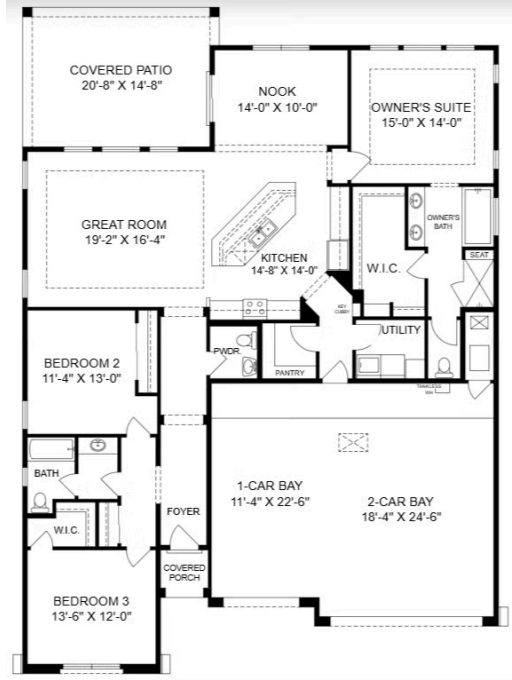 COVERED PATIO
20'-8" X 14'-8"
NOOK
14'-0" X 10'-0"
OWNER'S SUITE
15'-0" X 14'-0"
GREAT ROOM
19'-2" X 16'-4"
KITCHEN
14'-8" X 14'-0"
W.I.C.
OWNER'S
BATH
SEAT
KEY
CUBBY
UTILITY
PWDR.
PANTRY
TANKLESS
WH
BEDROOM 2
11'-4" X 13'-0"
BATH
W.I.C.
FOYER
COVERED
PORCH
1-CAR BAY
11'-4" X 22'-6"
2-CAR BAY
18'-4" X 24'-6"
BEDROOM 3
13'-6" X 12'-0"